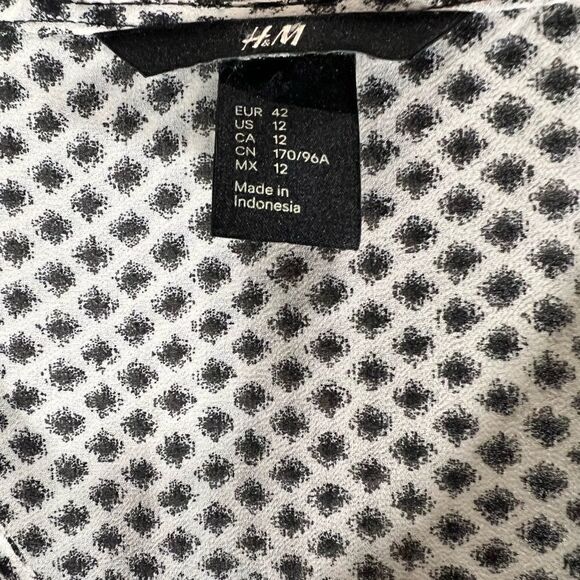 H&M
EUR 42
US 12
CA 12
CN 170/96A
MX 12
Made in
Indonesia